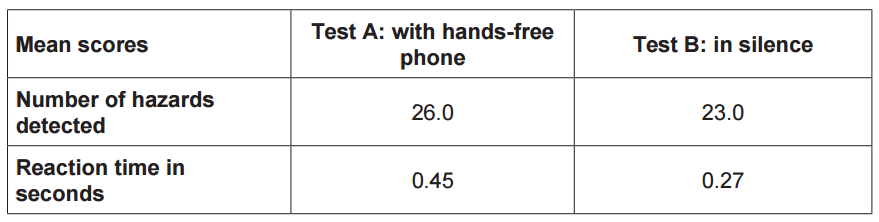 Mean scores
Test A: with hands-free
phone
Test B: in silence
Number of hazards
detected
26.0
23.0
Reaction time in
seconds
0.45
0.27